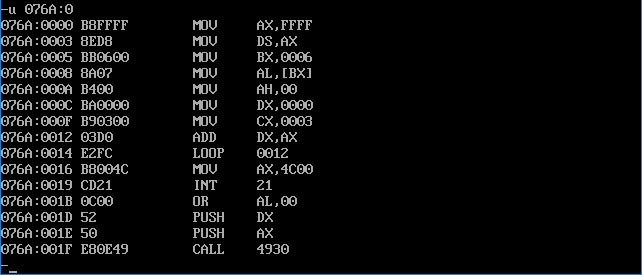 -u 076A:0
076A:0000 B8FFFF MOV AX,FFFF
076A:0003 8ED8 MOV DS,AX
076A:0005 BB0600 MOV BX,0006
076A:0008 8A07 MOV AL,[BX]
076A:000A B400 MOV AH,00
076A:000C BA0000 MOV DX,0000
076A:000F B90300 MOV CX,0003
076A:0012 03D0 ADD DX,AX
076A:0014 E2FC LOOP 0012
076A:0016 B8004C MOV AX,4C00
076A:0019 CD21 INT 21
076A:001B 0C00 OR AL,00
076A:001D 52 PUSH DX
076A:001E 50 PUSH AX
076A:001F E80E49 CALL 4930
-_